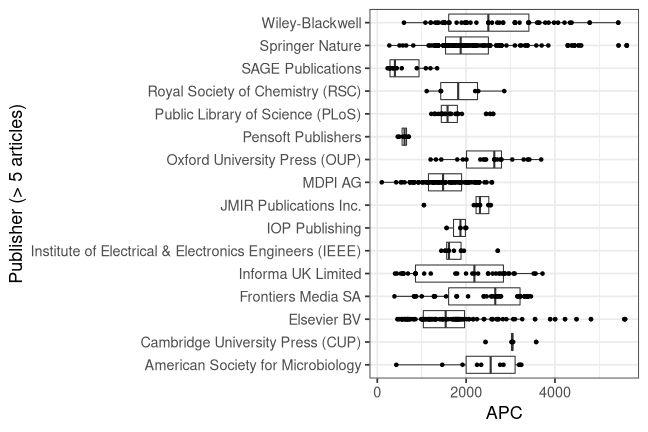 Publisher (> 5 articles)
Wiley-Blackwell
Springer Nature
SAGE Publications
Royal Society of Chemistry (RSC)
Public Library of Science (PLoS)
Pensoft Publishers
Oxford University Press (OUP)
MDPI AG
JMIR Publications Inc.
IOP Publishing
Institute of Electrical & Electronics Engineers (IEEE)
Informa UK Limited
Frontiers Media SA
Elsevier BV
Cambridge University Press (CUP)
American Society for Microbiology
0 2000 4000
APC